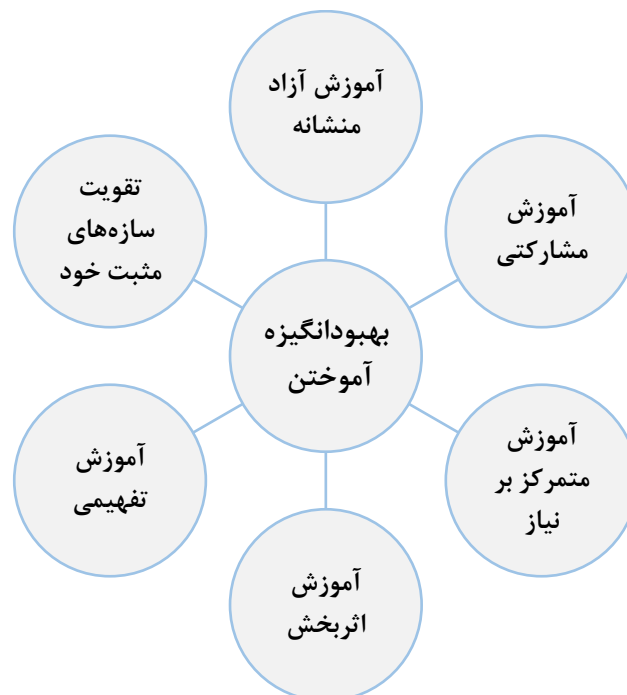 آموزش آزاد
منشانه
آموزش
مشارکتی
آموزش
متمرکز بر
نیاز
آموزش
اثربخش
آموزش
تفهیمی
تقویت
سازه‌های
مثبت خود
بهبودانگیزه
آموختن